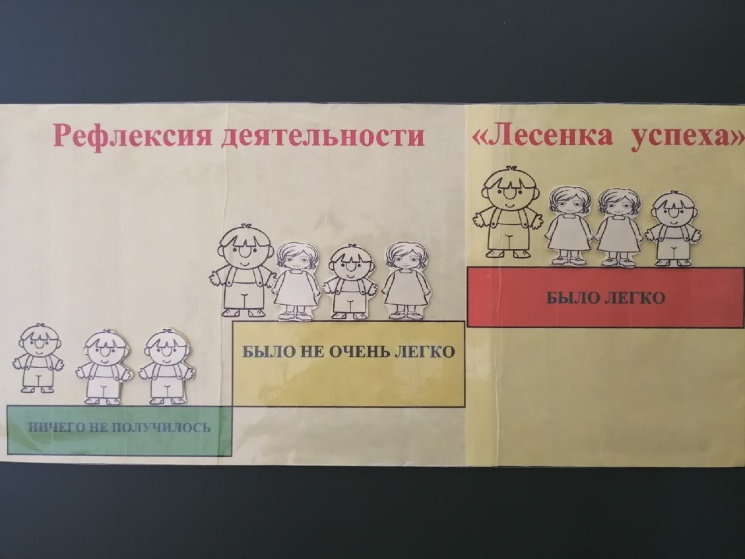 Рефлексия деятельности «Лесенка успеха»
БЫЛО ЛЕГКО
БЫЛО НЕ ОЧЕНЬ ЛЕГКО
НИЧЕГО НЕ ПОЛУЧИЛОСЬ